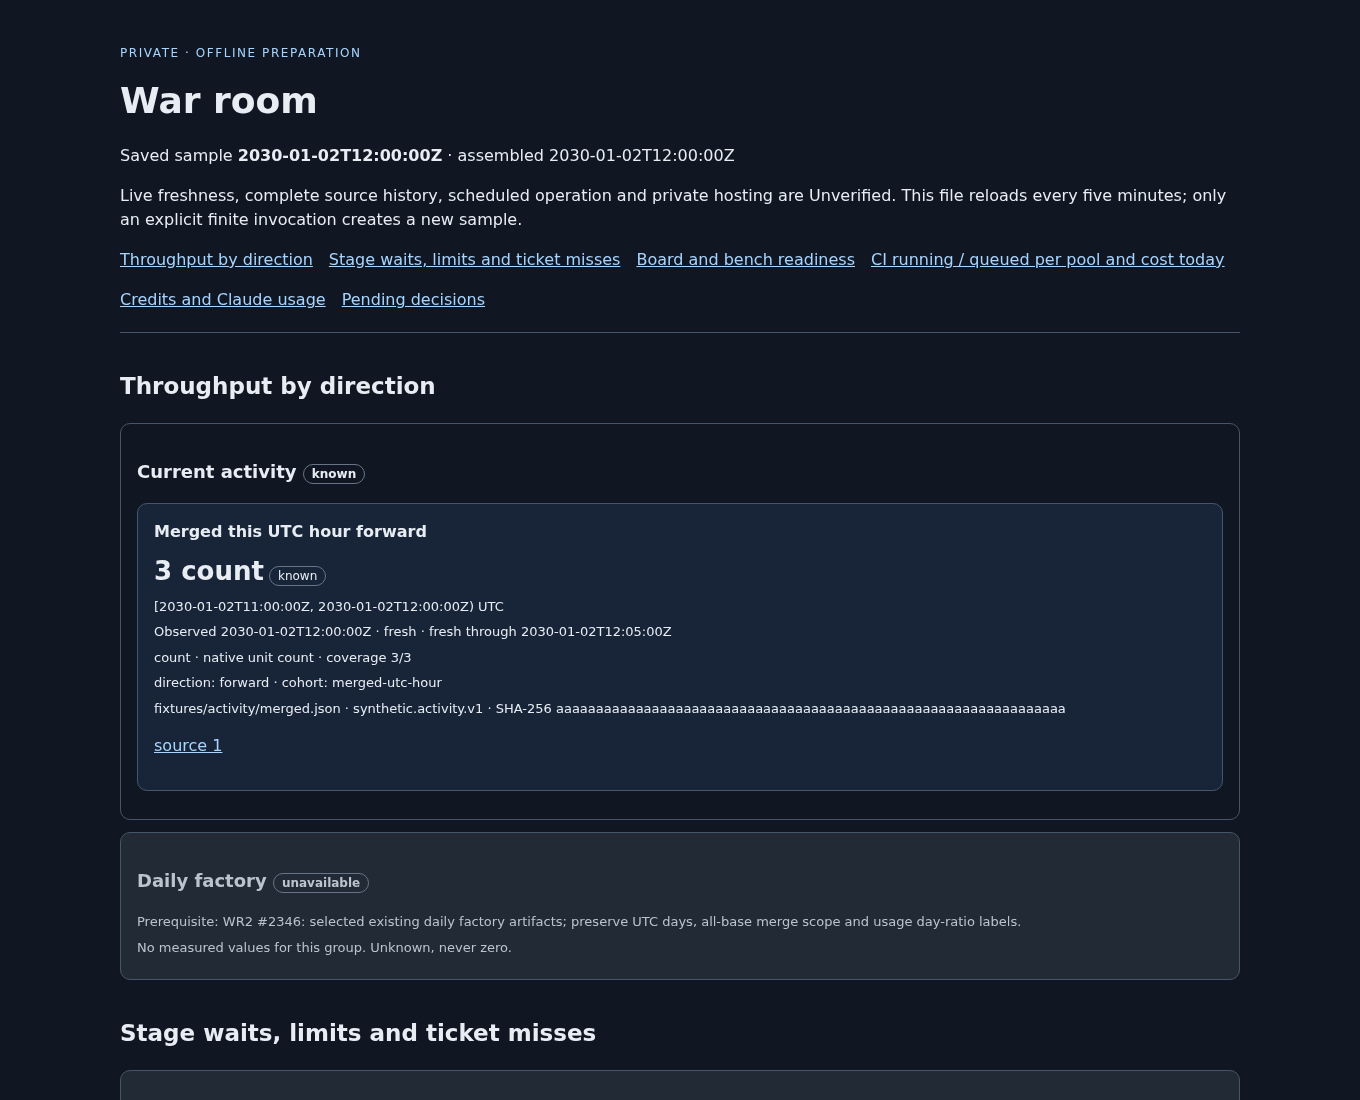 PRIVATE · OFFLINE PREPARATION
War room
Saved sample 2030-01-02T12:00:00Z · assembled 2030-01-02T12:00:00Z
Live freshness, complete source history, scheduled operation and private hosting are Unverified. This file reloads every five minutes; only
an explicit finite invocation creates a new sample.
Throughput by direction Stage waits, limits and ticket misses Board and bench readiness CI running / queued per pool and cost today
Credits and Claude usage Pending decisions
Throughput by direction
Current activity known
Merged this UTC hour forward
3 count known
[2030-01-02T11:00:00Z, 2030-01-02T12:00:00Z) UTC
Observed 2030-01-02T12:00:00Z · fresh · fresh through 2030-01-02T12:05:00Z
count · native unit count · coverage 3/3
direction: forward · cohort: merged-utc-hour
fixtures/activity/merged.json · synthetic.activity.v1 · SHA-256 aaaaaaaaaaaaaaaaaaaaaaaaaaaaaaaaaaaaaaaaaaaaaaaaaaaaaaaaaaaaaaaa
source 1
Daily factory unavailable
Prerequisite: WR2 #2346: selected existing daily factory artifacts; preserve UTC days, all-base merge scope and usage day-ratio labels.
No measured values for this group. Unknown, never zero.
Stage waits, limits and ticket misses